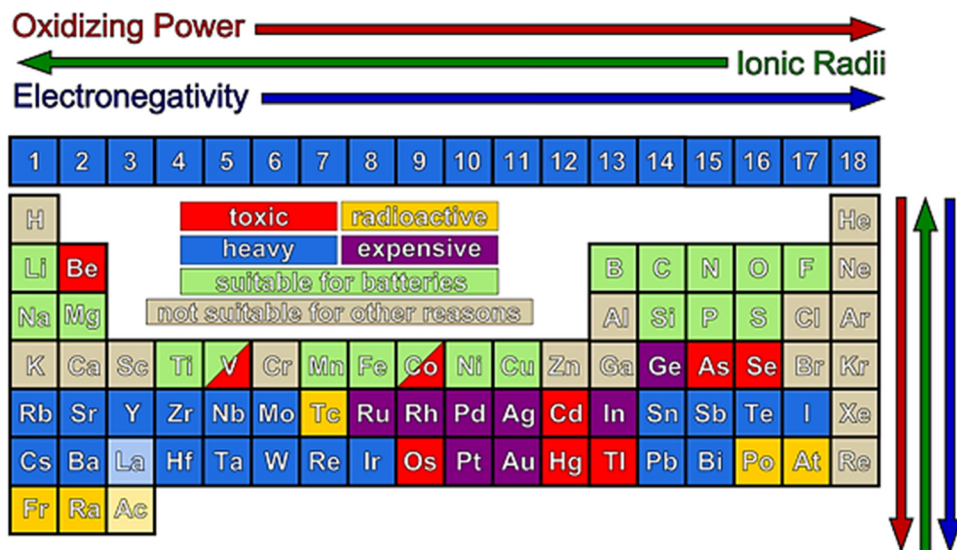 Oxidizing Power
Ionic Radii
Electronegativity
1 2 3 4 5 6 7 8 9 10 11 12 13 14 15 16 17 18
H toxic radioactive He
heavy expensive
Li Be suitable for batteries B C N O F Ne
not suitable for other reasons
Na Mg Al Si P S Cl Ar
K Ca Sc Ti V Cr Mn Fe Co Ni Cu Zn Ga Ge As Se Br Kr
Rb Sr Y Zr Nb Mo Tc Ru Rh Pd Ag Cd In Sn Sb Te I Xe
Cs Ba La Hf Ta W Re Ir Os Pt Au Hg Tl Pb Bi Po At Re
Fr Ra Ac